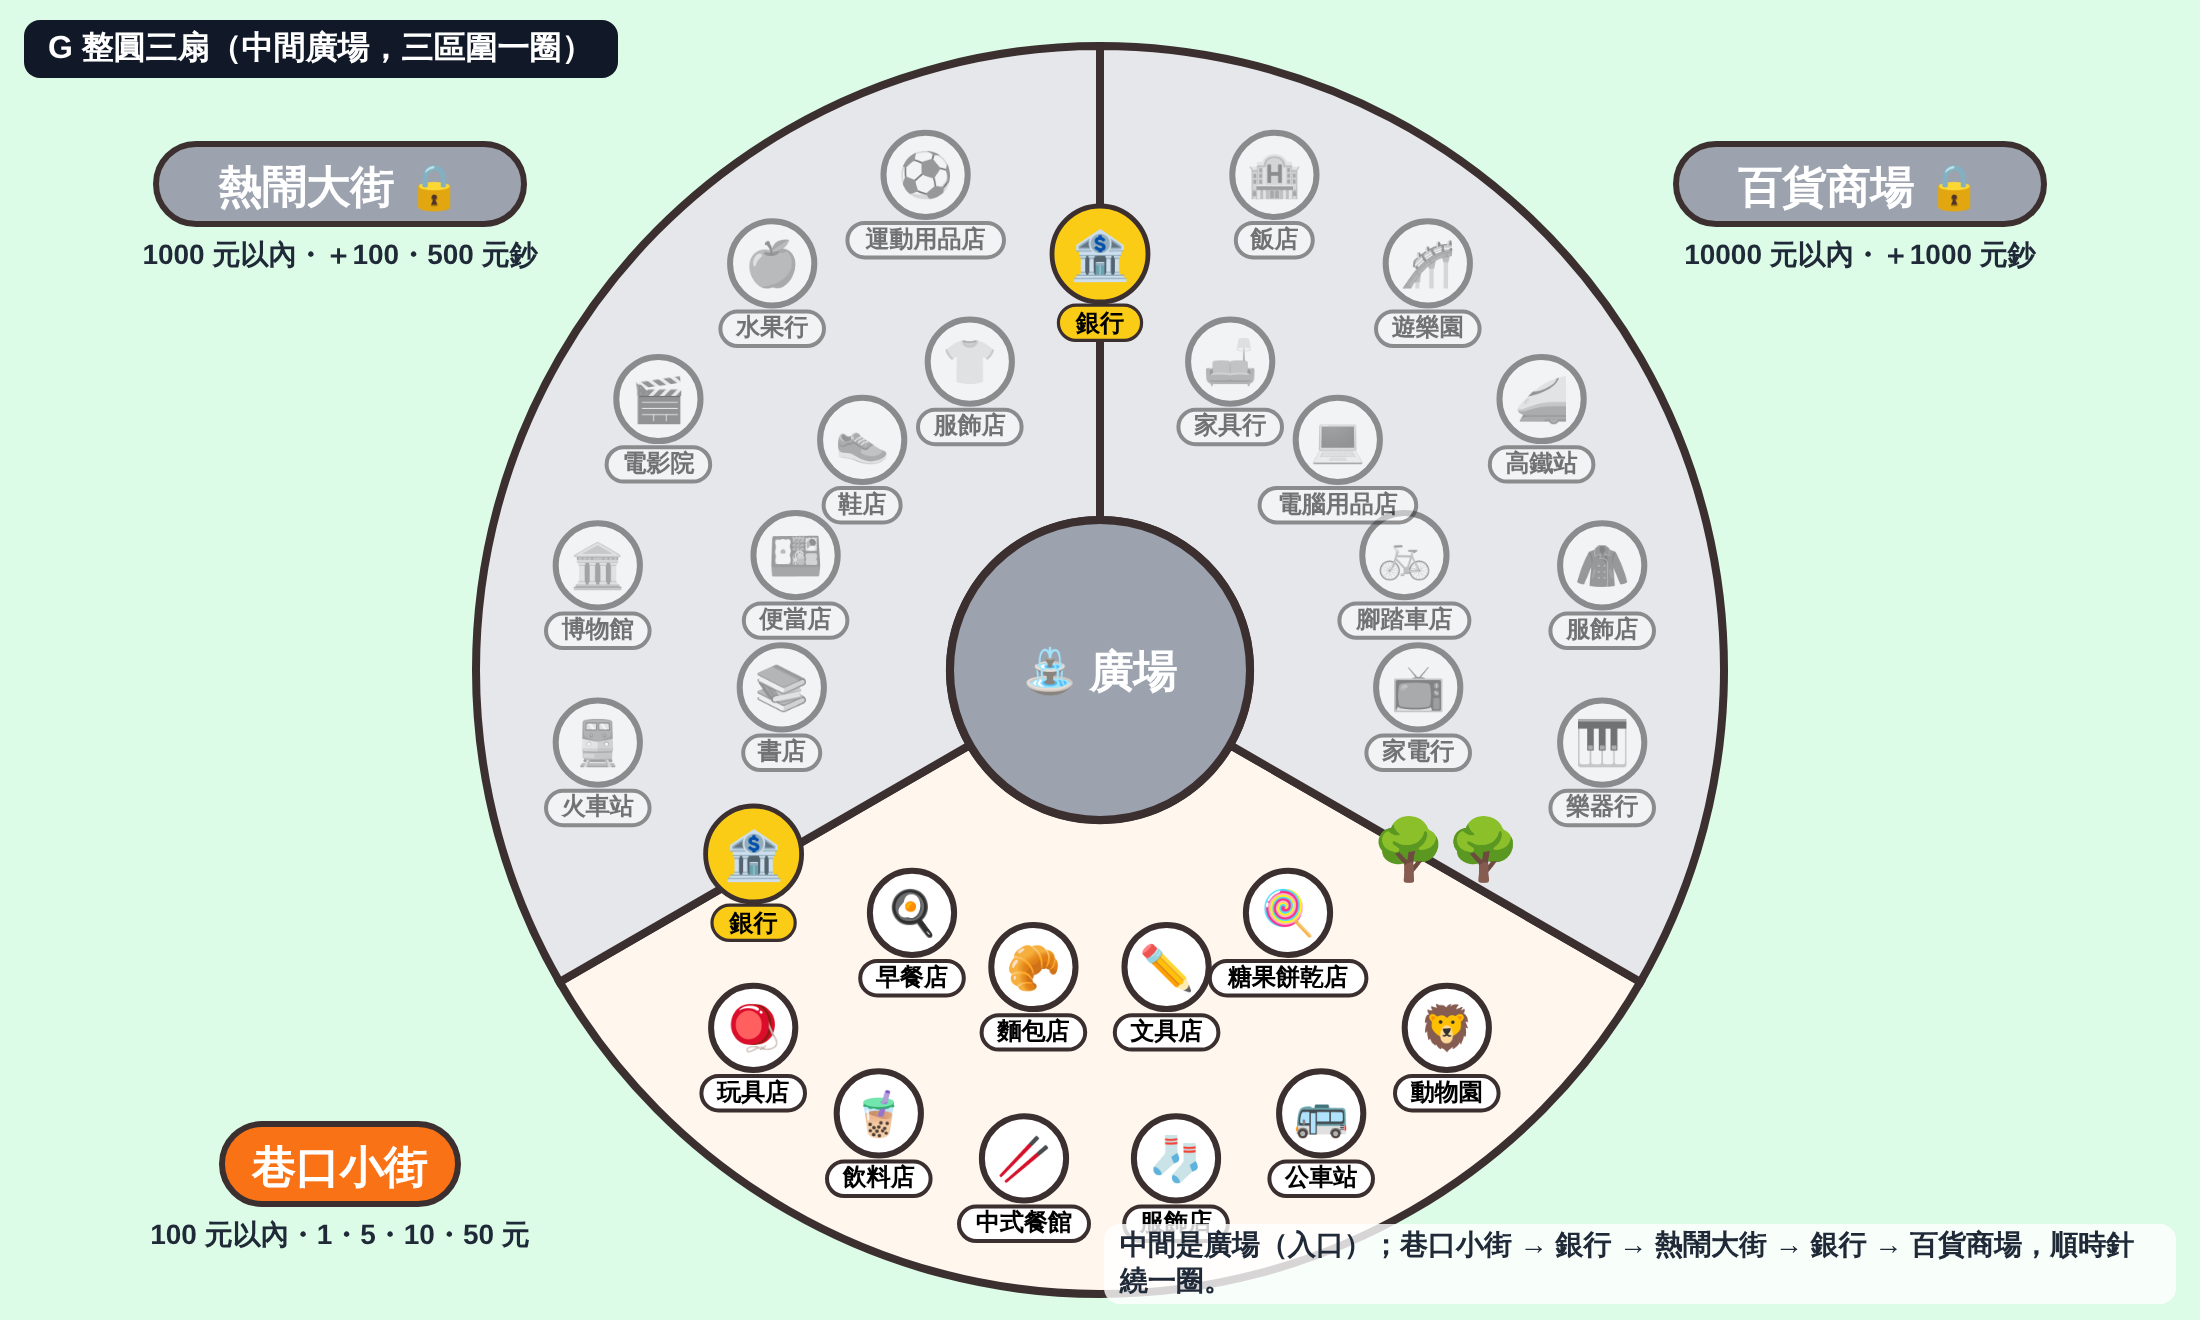 G 整圓三扇（中間廣場，三區圍一圈）
熱鬧大街
1000 元以內・＋100・500 元鈔
百貨商場
10000 元以內・＋1000 元鈔
運動用品店
飯店
水果行
銀行
遊樂園
服飾店
家具行
電影院
高鐵站
鞋店
電腦用品店
便當店
腳踏車店
博物館
服飾店
廣場
書店
家電行
火車站
樂器行
銀行
早餐店
糖果餅乾店
麵包店
文具店
玩具店
動物園
飲料店
公車站
中式餐館
服飾店
巷口小街
100 元以內・1・5・10・50 元
中間是廣場（入口）；巷口小街 → 銀行 → 熱鬧大街 → 銀行 → 百貨商場，順時針
繞一圈。